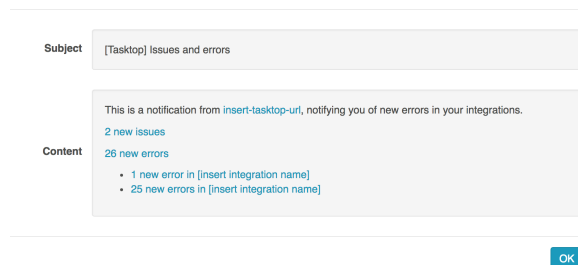 Subject
[Tasktop] Issues and errors
This is a notification from insert-tasktop-url, notifying you of new errors in your integrations.
2 new issues
Content
26 new errors
• 1 new error in [insert integration name]
• 25 new errors in [insert integration name]
OK